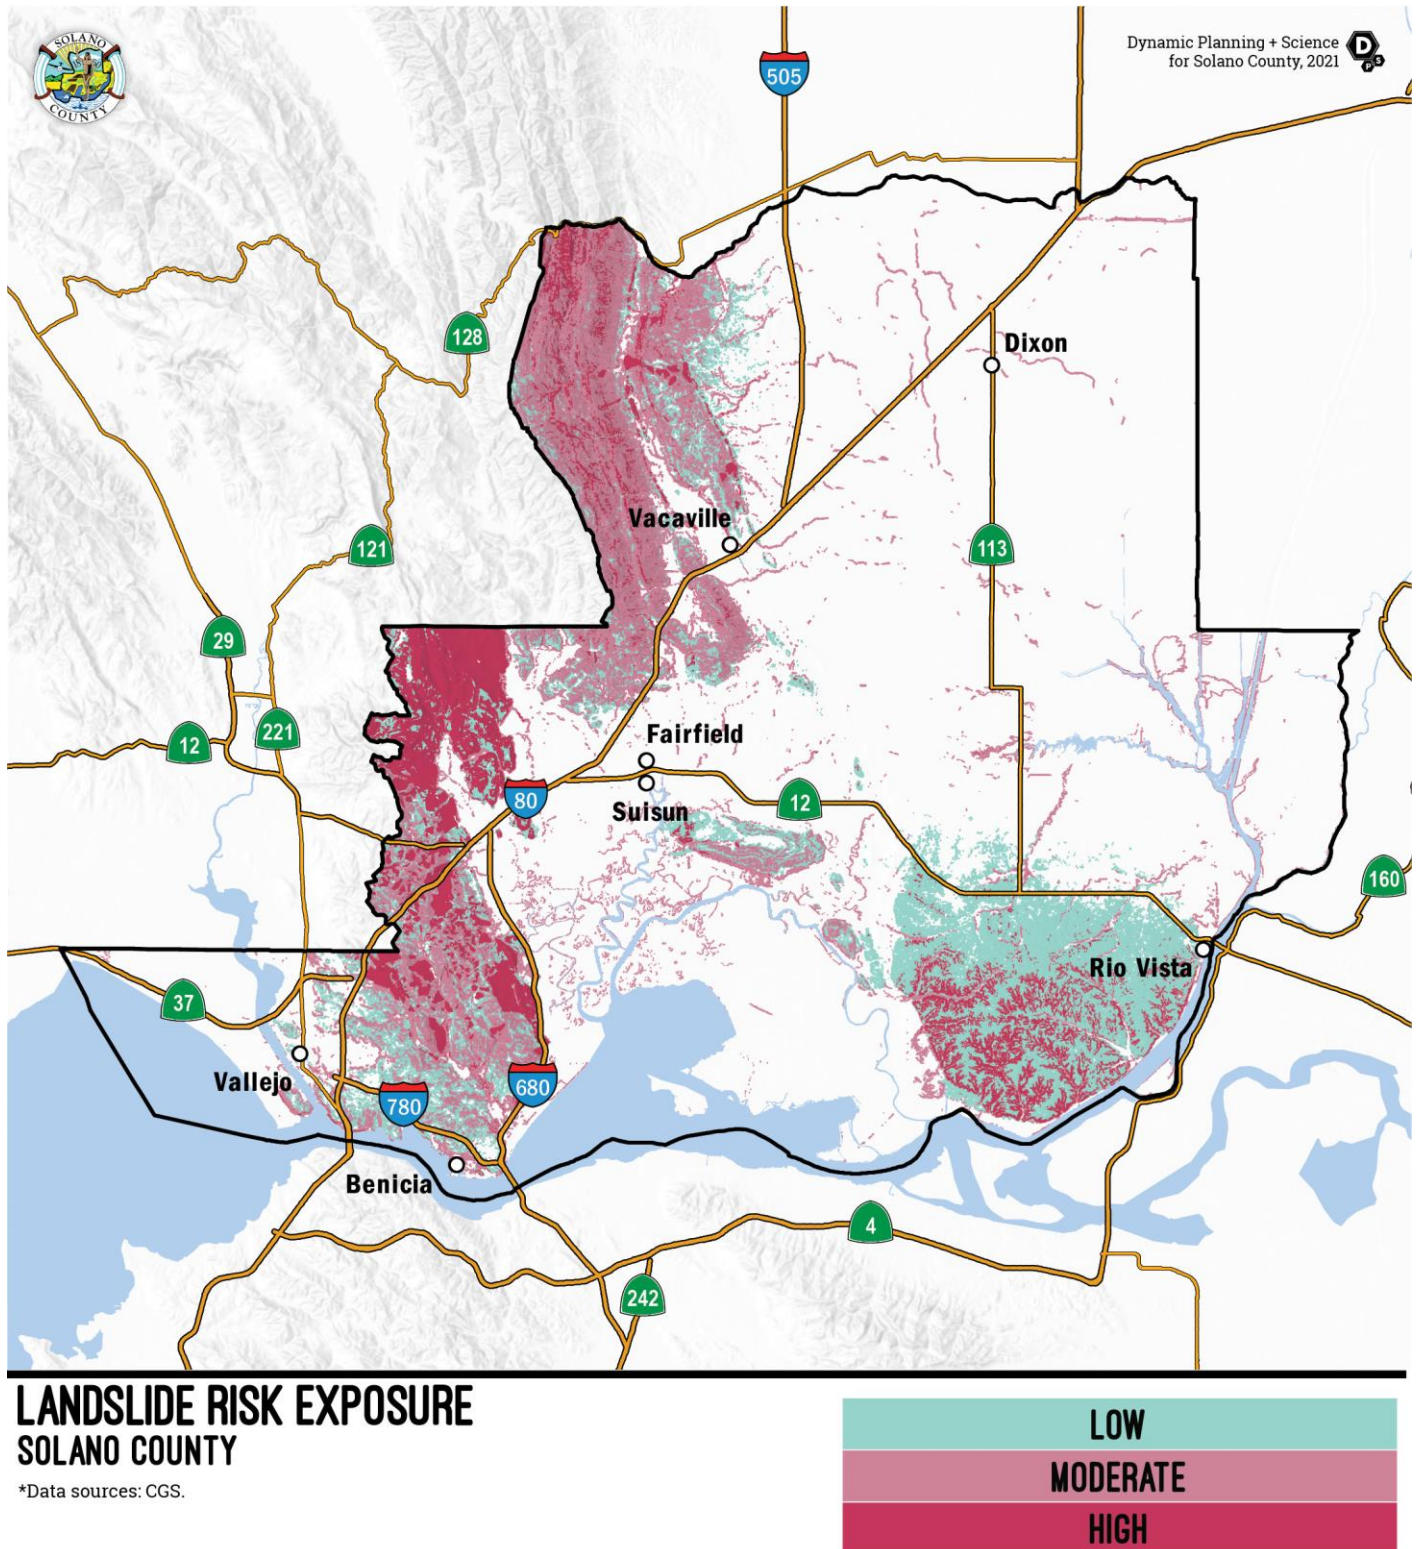 SOLANO
COUNTY
Dynamic Planning + Science
for Solano County, 2021
D
P
S
505
128
Dixon
Vacaville
121
113
29
221
12
Fairfield
80
Suisun
12
160
Rio Vista
37
Vallejo
680
780
Benicia
4
242
LANDSLIDE RISK EXPOSURE
SOLANO COUNTY
*Data sources: CGS.
LOW
MODERATE
HIGH